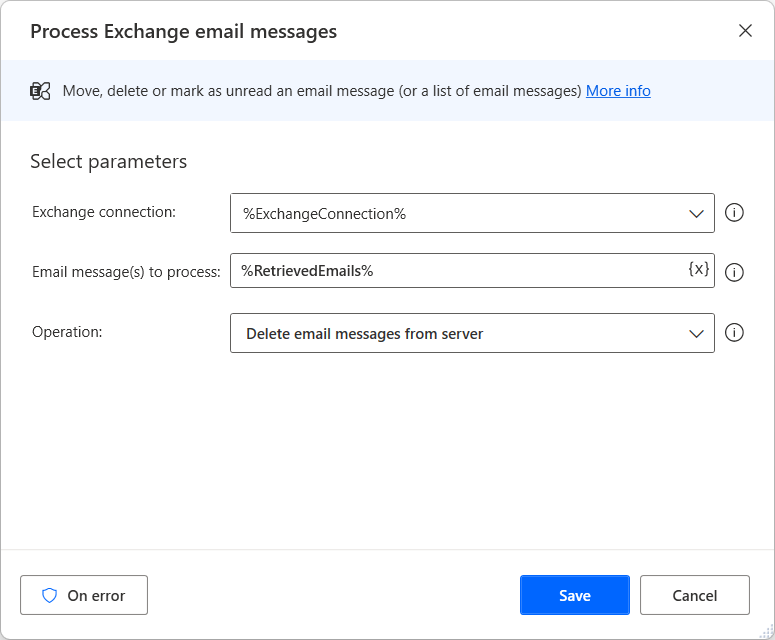 Process Exchange email messages
Move, delete or mark as unread an email message (or a list of email messages) More info
Select parameters
Exchange connection:
%ExchangeConnection%
Email message(s) to process:
%RetrievedEmails%
{x}
Operation:
Delete email messages from server
On error
Save
Cancel